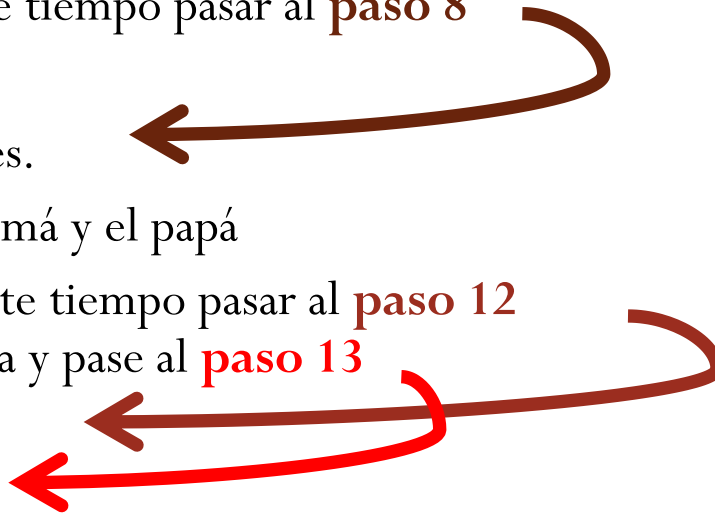 e tiempo pasar al paso 8
es.
má y el papá
te tiempo pasar al paso 12
a y pase al paso 13